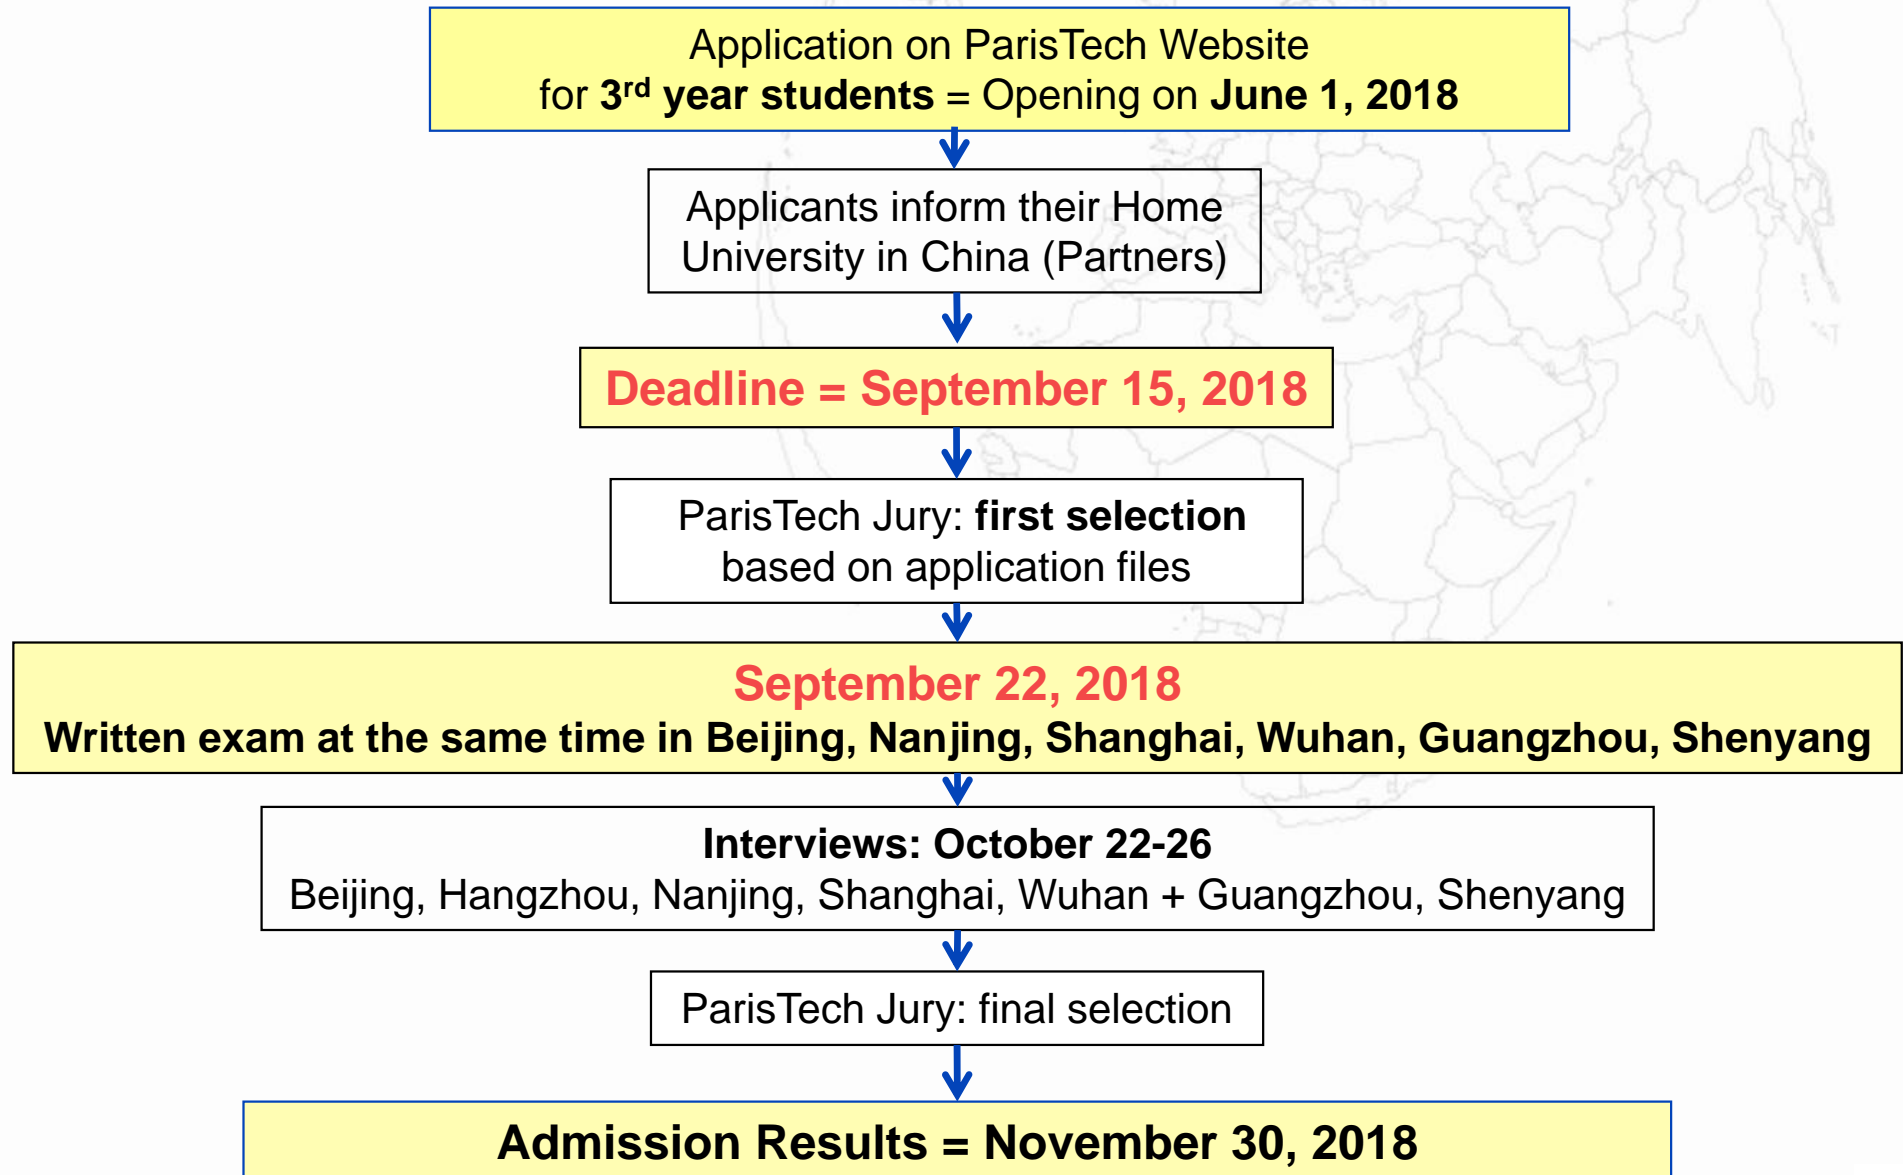 Application on ParisTech Website
for 3rd year students = Opening on June 1, 2018
Applicants inform their Home
University in China (Partners)
Deadline = September 15, 2018
ParisTech Jury: first selection
based on application files
September 22, 2018
Written exam at the same time in Beijing, Nanjing, Shanghai, Wuhan, Guangzhou, Shenyang
Interviews: October 22-26
Beijing, Hangzhou, Nanjing, Shanghai, Wuhan + Guangzhou, Shenyang
ParisTech Jury: final selection
Admission Results = November 30, 2018